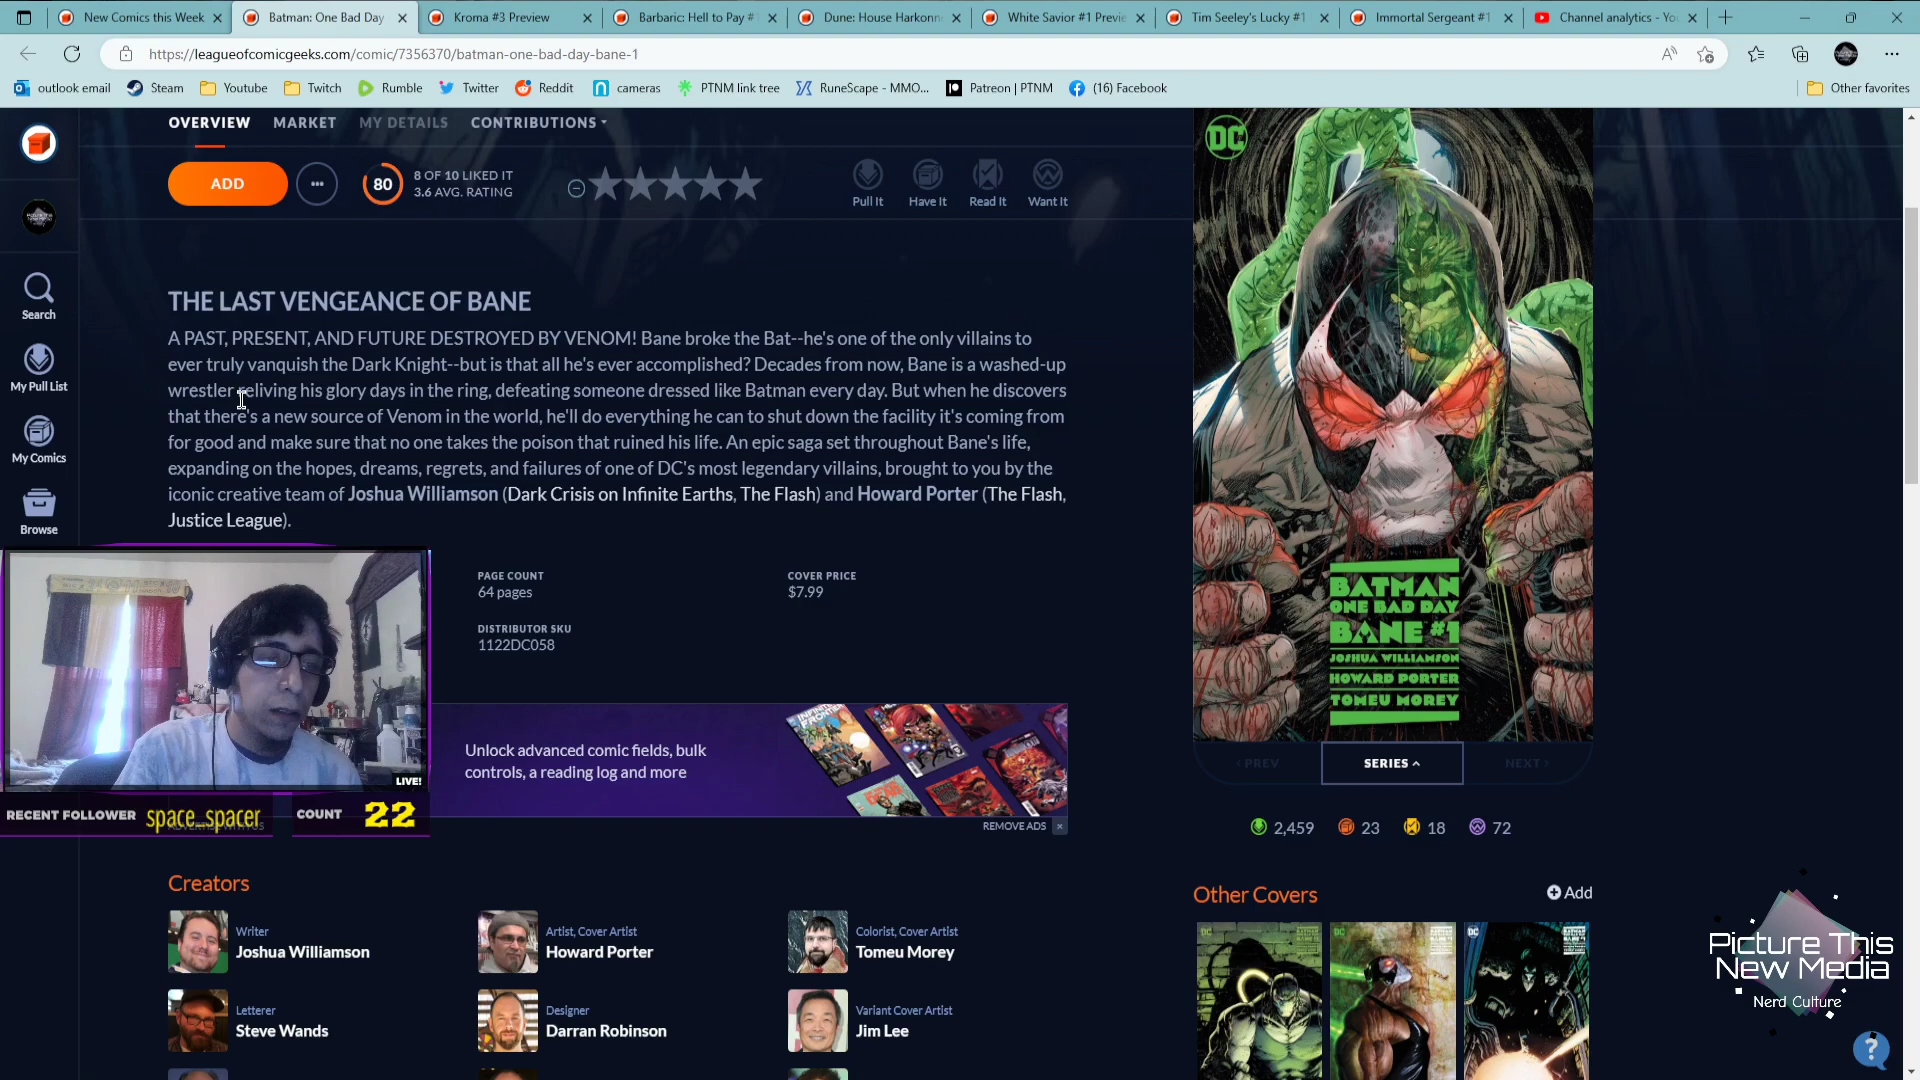 New Comics this Week
Batman: One Bad Day
Kroma #3 Preview
Barbaric: Hell to Pay #1
Dune: House Harkonn
White Savior #1 Previe
Tim Seeley's Lucky #1
Immortal Sergeant #1
Channel analytics - Yo
https://leagueofcomicgeeks.com/comic/7356370/batman-one-bad-day-bane-1
outlook email
Steam
Youtube
Twitch
Rumble
Twitter
Reddit
cameras
PTNM link tree
RuneScape - MMO...
Patreon | PTNM
(16) Facebook
Other favorites
OVERVIEW
MARKET
MY DETAILS
CONTRIBUTIONS
ADD
80
8 OF 10 LIKED IT
3.6 AVG. RATING
Pull It
Have It
Read It
Want It
Search
My Pull List
My Comics
Browse
THE LAST VENGEANCE OF BANE
A PAST, PRESENT, AND FUTURE DESTROYED BY VENOM! Bane broke the Bat--he's one of the only villains to
ever truly vanquish the Dark Knight--but is that all he's ever accomplished? Decades from now, Bane is a washed-up
wrestler reliving his glory days in the ring, defeating someone dressed like Batman every day. But when he discovers
that there's a new source of Venom in the world, he'll do everything he can to shut down the facility it's coming from
for good and make sure that no one takes the poison that ruined his life. An epic saga set throughout Bane's life,
expanding on the hopes, dreams, regrets, and failures of one of DC's most legendary villains, brought to you by the
iconic creative team of Joshua Williamson (Dark Crisis on Infinite Earths, The Flash) and Howard Porter (The Flash,
Justice League).
PAGE COUNT
64 pages
COVER PRICE
$7.99
DISTRIBUTOR SKU
1122DC058
LIVE!
RECENT FOLLOWER space_spacer COUNT 22
Unlock advanced comic fields, bulk
controls, a reading log and more
REMOVE ADS
Creators
Writer
Joshua Williamson
Artist, Cover Artist
Howard Porter
Colorist, Cover Artist
Tomeu Morey
Letterer
Steve Wands
Designer
Darran Robinson
Variant Cover Artist
Jim Lee
DC
BATMAN
ONE BAD DAY
BANE #1
JOSHUA WILLIAMSON
HOWARD PORTER
TOMEU MOREY
PREV
SERIES
NEXT
2,459
23
18
72
Other Covers
Add
Picture This
New Media
Nerd Culture